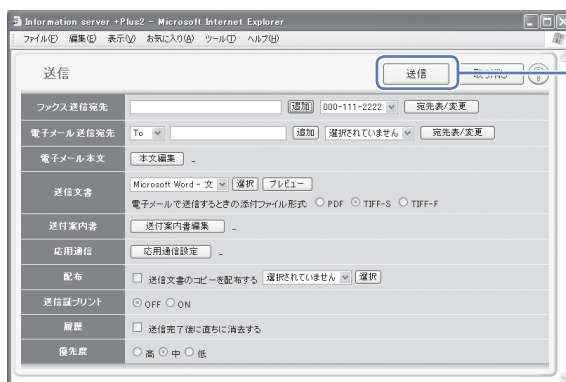 Information server +Plus2 - Microsoft Internet Explorer
ファイル(F) 編集(E) 表示(V) お気に入り(A) ツール(T) ヘルプ(H)
送信 送信 取り消し ?
ファクス送信宛先 追加 000-111-2222 宛先表/変更
電子メール送信宛先 To 追加 選択されていません 宛先表/変更
電子メール本文 本文編集 -
送信文書 Microsoft Word - 文 選択 プレビュー
電子メールで送信するときの添付ファイル形式 PDF TIFF-S TIFF-F
送付案内書 送付案内書編集 -
応用通信 応用通信設定 -
配布 送信文書のコピーを配布する 選択されていません 選択
送信証プリント OFF ON
履歴 送信完了後に直ちに消去する
優先度 高 中 低